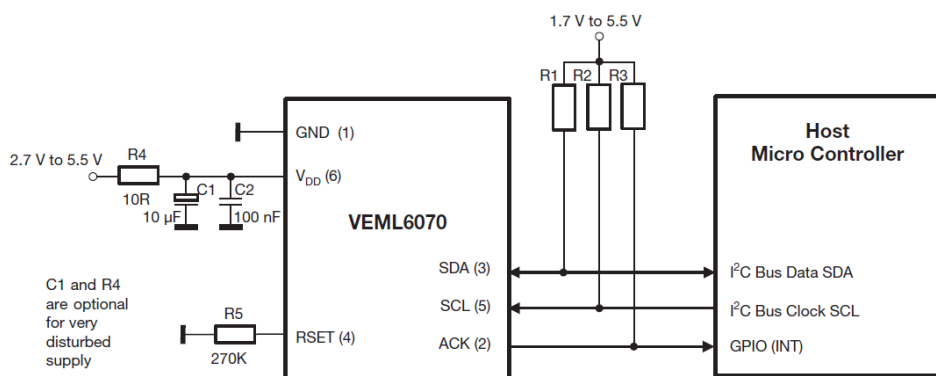 1.7 V to 5.5 V
R1 R2 R3
GND (1)
Host
Micro Controller
2.7 V to 5.5 V
R4
10R
C1
10 µF
C2
100 nF
V_DD (6)
VEML6070
SDA (3)
SCL (5)
ACK (2)
I²C Bus Data SDA
I²C Bus Clock SCL
GPIO (INT)
C1 and R4
are optional
for very
disturbed
supply
R5
270K
RSET (4)